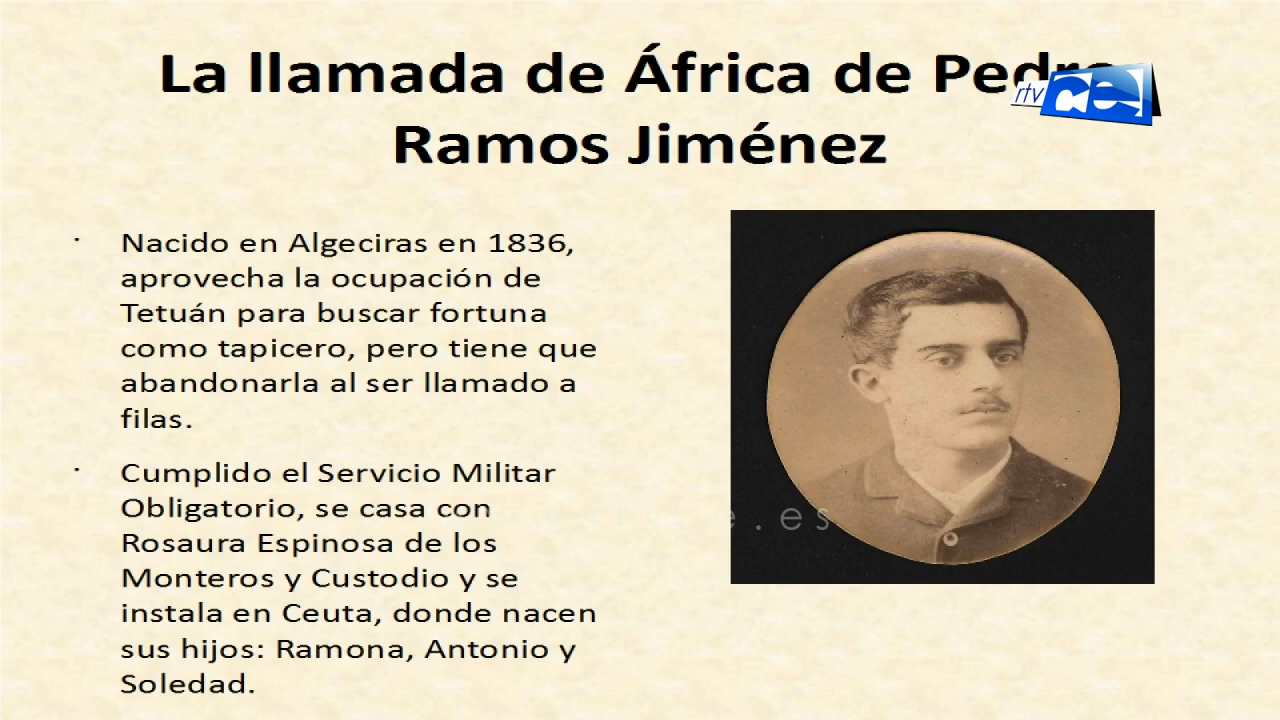 La llamada de África de Pedro
Ramos Jiménez
rtv ce
· Nacido en Algeciras en 1836,
aprovecha la ocupación de
Tetuán para buscar fortuna
como tapicero, pero tiene que
abandonarla al ser llamado a
filas.
· Cumplido el Servicio Militar
Obligatorio, se casa con
Rosaura Espinosa de los
Monteros y Custodio y se
instala en Ceuta, donde nacen
sus hijos: Ramona, Antonio y
Soledad.
e.es